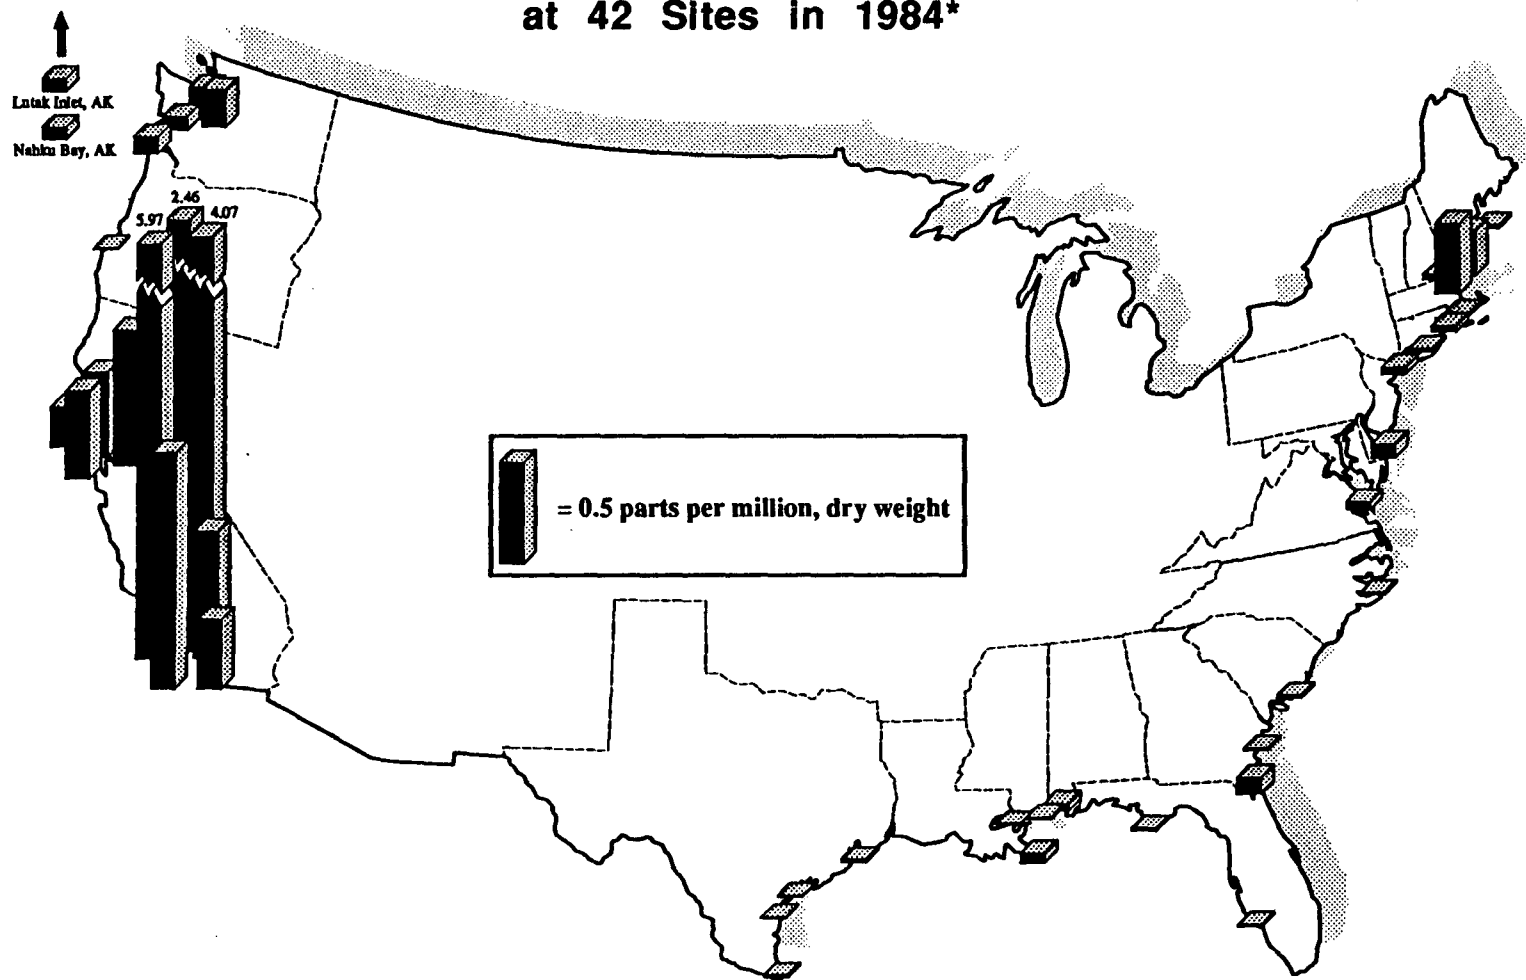 at 42 Sites in 1984*
Lutak Inlet, AK
Nahku Bay, AK
2.46
5.97 4.07
= 0.5 parts per million, dry weight